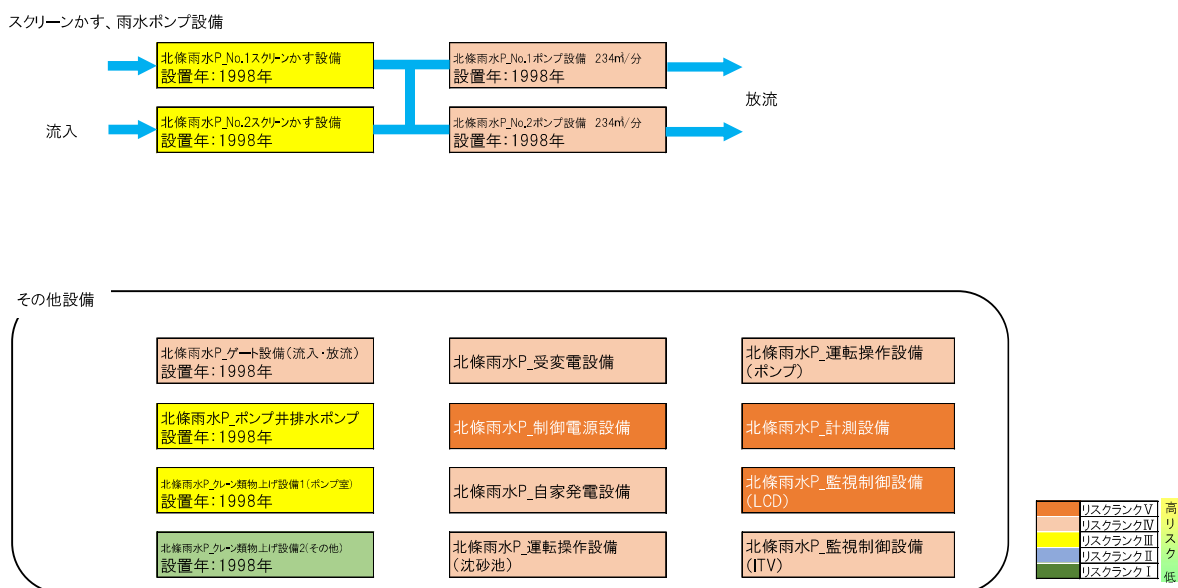 スクリーンかす、雨水ポンプ設備
北條雨水P_No.1スクリーンかす設備
設置年:1998年
北條雨水P_No.1ポンプ設備 234㎥/分
設置年:1998年
放流
流入
北條雨水P_No.2スクリーンかす設備
設置年:1998年
北條雨水P_No.2ポンプ設備 234㎥/分
設置年:1998年
その他設備
北條雨水P_ゲート設備(流入・放流)
設置年:1998年
北條雨水P_受変電設備
北條雨水P_運転操作設備
(ポンプ)
北條雨水P_ポンプ井排水ポンプ
設置年:1998年
北條雨水P_制御電源設備
北條雨水P_計測設備
北條雨水P_クレーン類物上げ設備1(ポンプ室)
設置年:1998年
北條雨水P_自家発電設備
北條雨水P_監視制御設備
(LCD)
北條雨水P_クレーン類物上げ設備2(その他)
設置年:1998年
北條雨水P_運転操作設備
(沈砂池)
北條雨水P_監視制御設備
(ITV)
リスクランクⅤ
リスクランクⅣ
リスクランクⅢ
リスクランクⅡ
リスクランクⅠ
高
リ
ス
ク
低